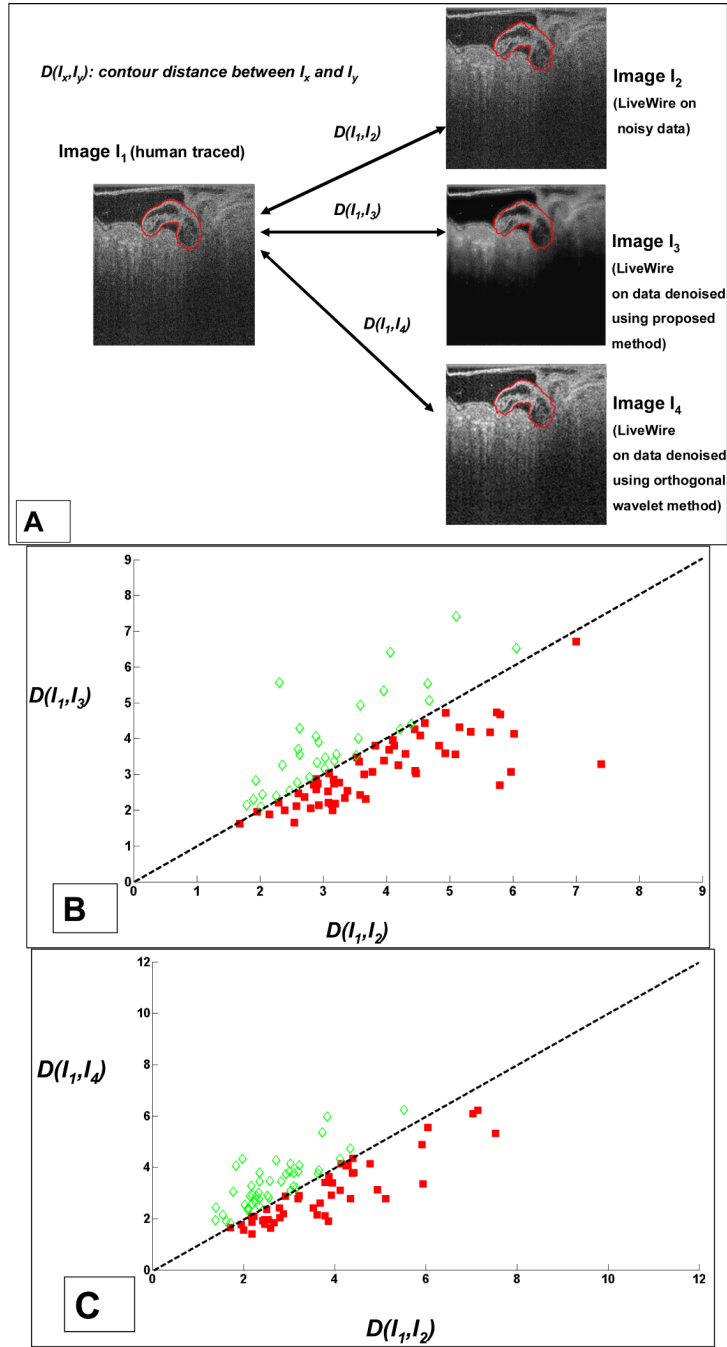 D(Ix,Iy): contour distance between Ix and Iy
Image I1 (human traced)
D(I1,I2)
D(I1,I3)
D(I1,I4)
Image I2
(LiveWire on
noisy data)
Image I3
(LiveWire
on data denoised
using proposed
method)
Image I4
(LiveWire
on data denoised
using orthogonal
wavelet method)
A
9
8
7
6
5
4
3
2
1
0
D(I1,I3)
0 1 2 3 4 5 6 7 8 9
B
D(I1,I2)
12
10
8
6
4
2
0
D(I1,I4)
0 2 4 6 8 10 12
C
D(I1,I2)